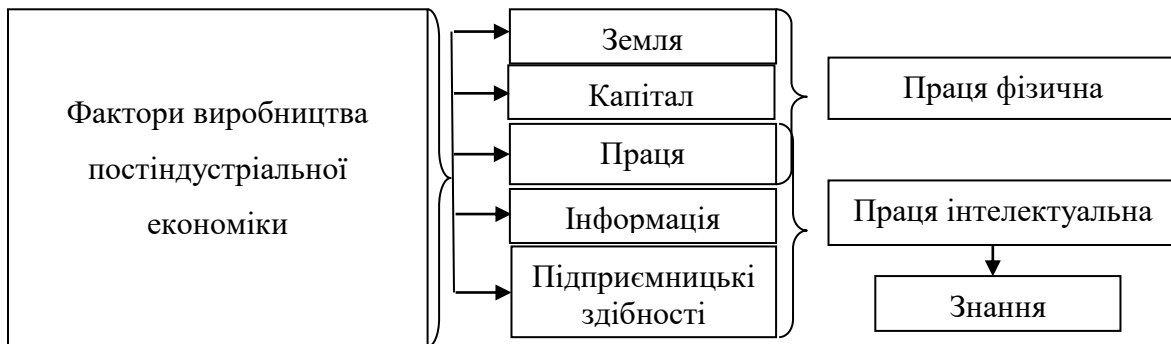 Фактори виробництва
постіндустріальної
економіки
Земля
Капітал
Праця
Інформація
Підприємницькі
здібності
Праця фізична
Праця інтелектуальна
Знання